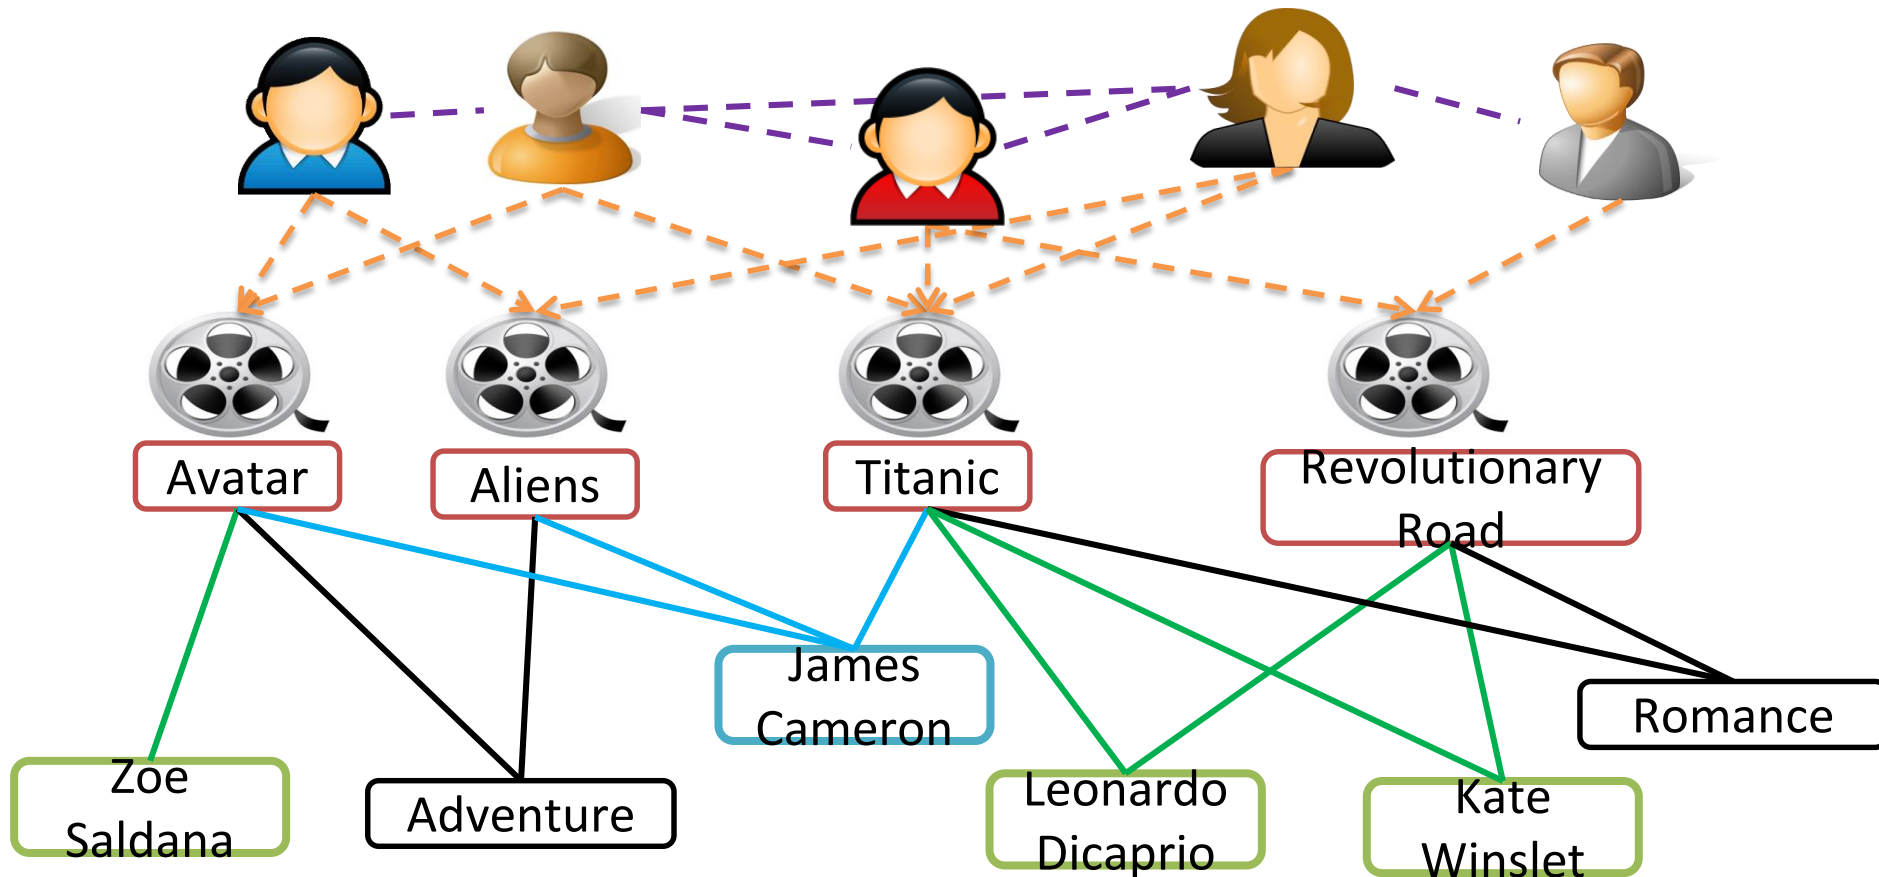 Avatar
Aliens
Titanic
Revolutionary
Road
James
Cameron
Romance
Zoe
Saldana
Adventure
Leonardo
Dicaprio
Kate
Winslet